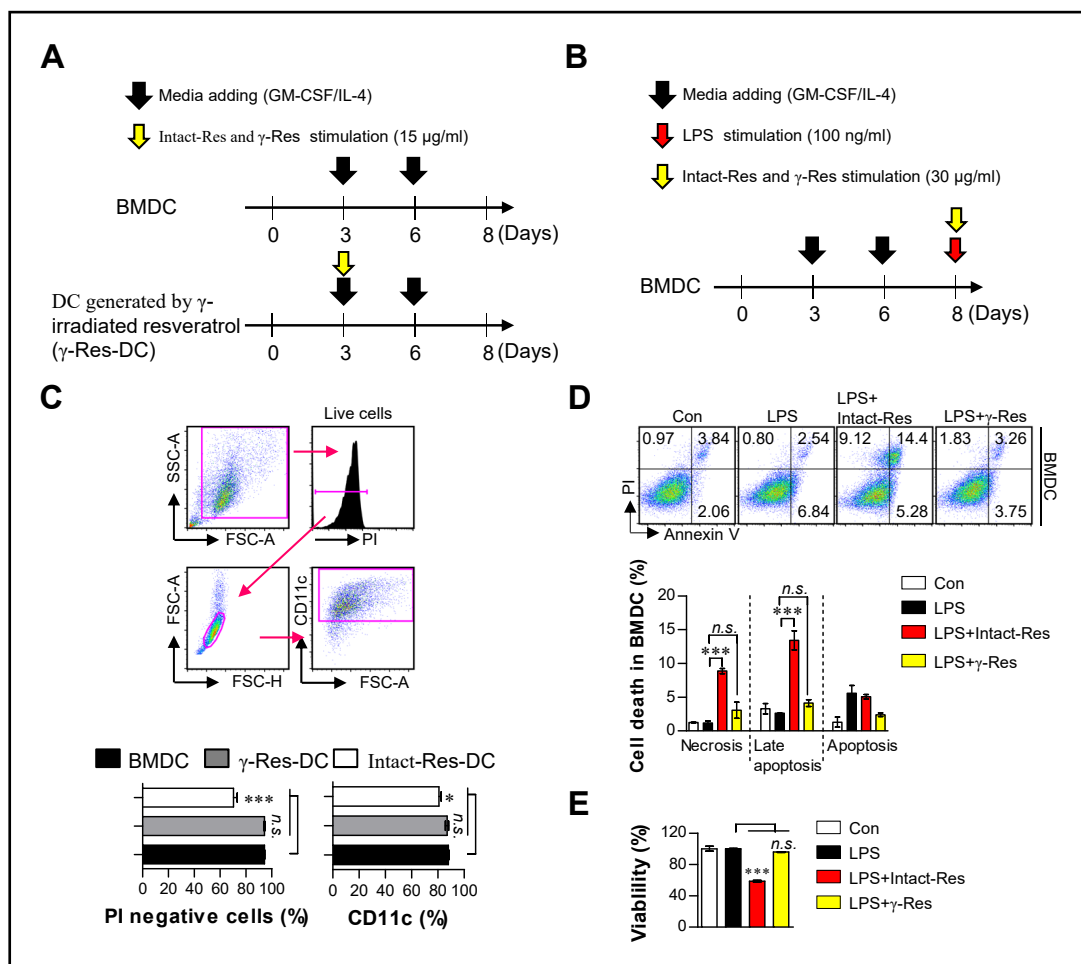 A
Media adding (GM-CSF/IL-4)
Intact-Res and γ-Res stimulation (15 μg/ml)
BMDC
0 3 6 8 (Days)
DC generated by γ-
irradiated resveratrol
(γ-Res-DC)
0 3 6 8 (Days)
B
Media adding (GM-CSF/IL-4)
LPS stimulation (100 ng/ml)
Intact-Res and γ-Res stimulation (30 μg/ml)
BMDC
0 3 6 8 (Days)
C
Live cells
SSC-A
FSC-A
PI
FSC-A
FSC-H
CD11c
FSC-A
BMDC γ-Res-DC Intact-Res-DC
***
n.s.
0 20 40 60 80 100
PI negative cells (%)
*
n.s.
0 20 40 60 80 100
CD11c (%)
D
Con
LPS
LPS+
Intact-Res
LPS+γ-Res
0.97 3.84
2.06
0.80 2.54
6.84
9.12 14.4
5.28
1.83 3.26
3.75
BMDC
PI
Annexin V
Cell death in BMDC (%)
20
15
10
5
0
n.s.
***
n.s.
***
Necrosis
Late
apoptosis
Apoptosis
Con
LPS
LPS+Intact-Res
LPS+γ-Res
E
Viablility (%)
120
80
40
0
***
n.s.
Con
LPS
LPS+Intact-Res
LPS+γ-Res